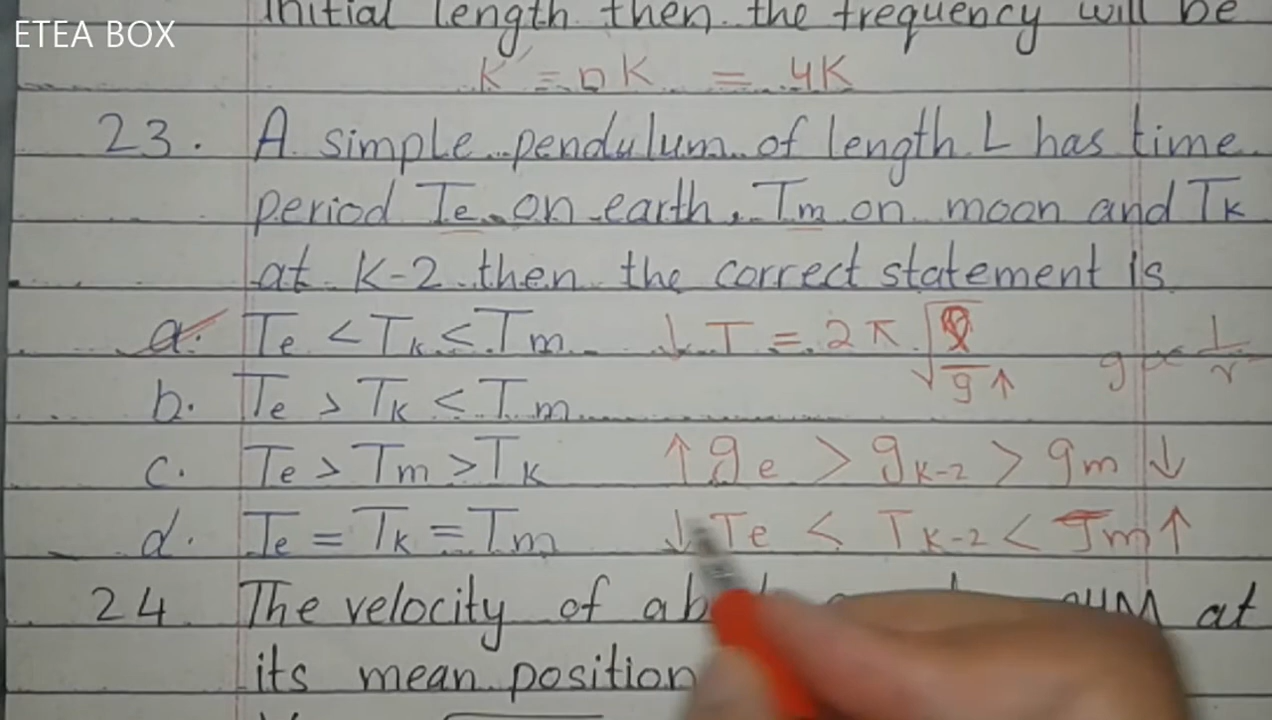 initial length then the frequency will be
ETEA BOX
K' = nK = 4K
23. A simple pendulum of length L has time
period Te on earth, Tm on moon and TK
at K-2 then the correct statement is
a. Te < Tk < Tm ↓ T = 2π √ℓ/g ↑ g ∝ 1/r
b. Te > Tk < Tm
c. Te > Tm > Tk ↑ ge > gK-2 > gm ↓
d. Te = Tk = Tm ↓ Te < TK-2 < Tm ↑
24 The velocity of a at
its mean position